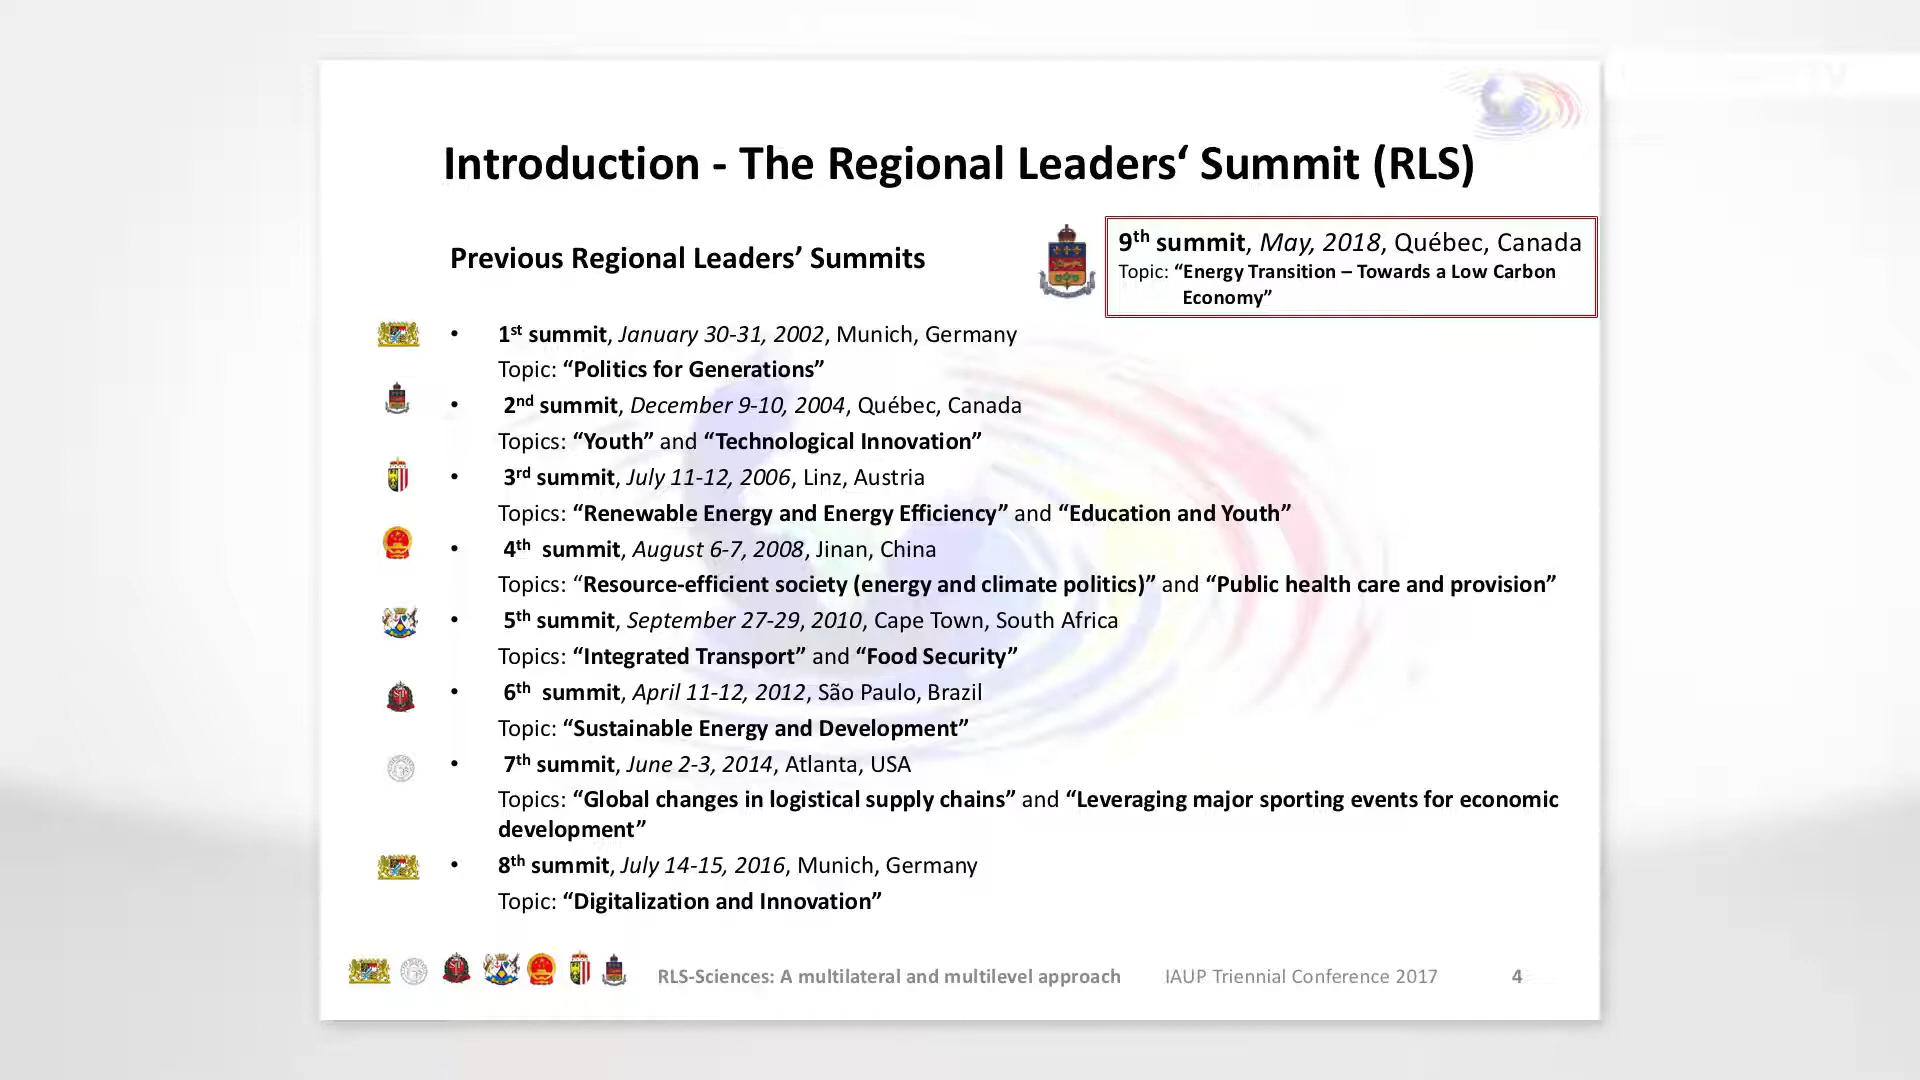 Introduction - The Regional Leaders‘ Summit (RLS)
Previous Regional Leaders’ Summits
9th summit, May, 2018, Québec, Canada
Topic: “Energy Transition – Towards a Low Carbon
Economy”
• 1st summit, January 30-31, 2002, Munich, Germany
Topic: “Politics for Generations”
• 2nd summit, December 9-10, 2004, Québec, Canada
Topics: “Youth” and “Technological Innovation”
• 3rd summit, July 11-12, 2006, Linz, Austria
Topics: “Renewable Energy and Energy Efficiency” and “Education and Youth”
• 4th summit, August 6-7, 2008, Jinan, China
Topics: “Resource-efficient society (energy and climate politics)” and “Public health care and provision”
• 5th summit, September 27-29, 2010, Cape Town, South Africa
Topics: “Integrated Transport” and “Food Security”
• 6th summit, April 11-12, 2012, São Paulo, Brazil
Topic: “Sustainable Energy and Development”
• 7th summit, June 2-3, 2014, Atlanta, USA
Topics: “Global changes in logistical supply chains” and “Leveraging major sporting events for economic
development”
• 8th summit, July 14-15, 2016, Munich, Germany
Topic: “Digitalization and Innovation”
RLS-Sciences: A multilateral and multilevel approach IAUP Triennial Conference 2017 4